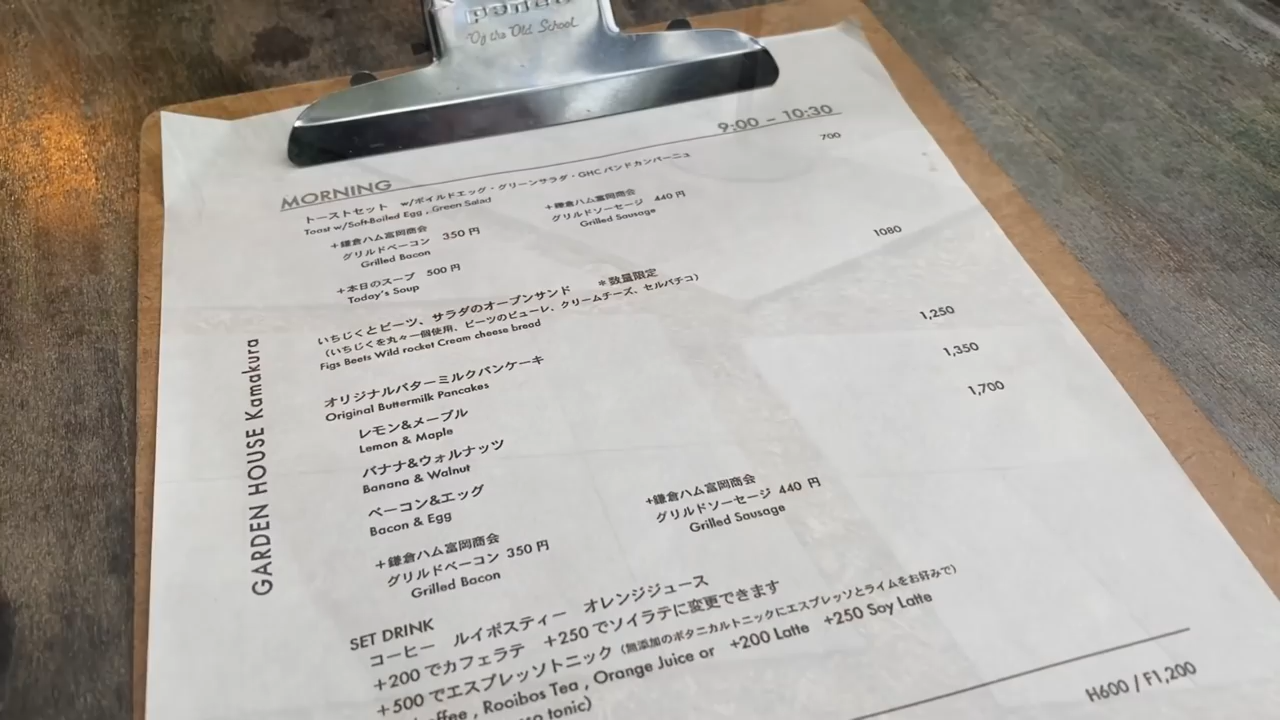 Of the Old School
9:00 – 10:30
MORNING
トーストセット w/ボイルドエッグ・グリーンサラダ・GHC パンドカンパーニュ 700
Toast w/Soft-Boiled Egg , Green Salad
+鎌倉ハム富岡商会
グリルドベーコン 350 円
Grilled Bacon
+鎌倉ハム富岡商会
グリルドソーセージ 440 円
Grilled Sausage
+本日のスープ 500 円
Today's Soup
いちじくとビーツ、サラダのオープンサンド *数量限定 1080
(いちじくを丸々一個使用、ビーツのピューレ、クリームチーズ、セルバチコ)
Figs Beets Wild rocket Cream cheese bread
オリジナルバターミルクパンケーキ
Original Buttermilk Pancakes
レモン&メープル 1,250
Lemon & Maple
バナナ&ウォルナッツ 1,350
Banana & Walnut
ベーコン&エッグ 1,700
Bacon & Egg
+鎌倉ハム富岡商会
グリルドベーコン 350 円
Grilled Bacon
+鎌倉ハム富岡商会
グリルドソーセージ 440 円
Grilled Sausage
SET DRINK
コーヒー ルイボスティー オレンジジュース
+200 でカフェラテ +250 でソイラテに変更できます
+500 でエスプレッソトニック (無添加のボタニカルトニックにエスプレッソとライムをお好みで)
, Rooibos Tea , Orange Juice or +200 Latte +250 Soy Latte
tonic)
H600 / F1,200
GARDEN HOUSE Kamakura